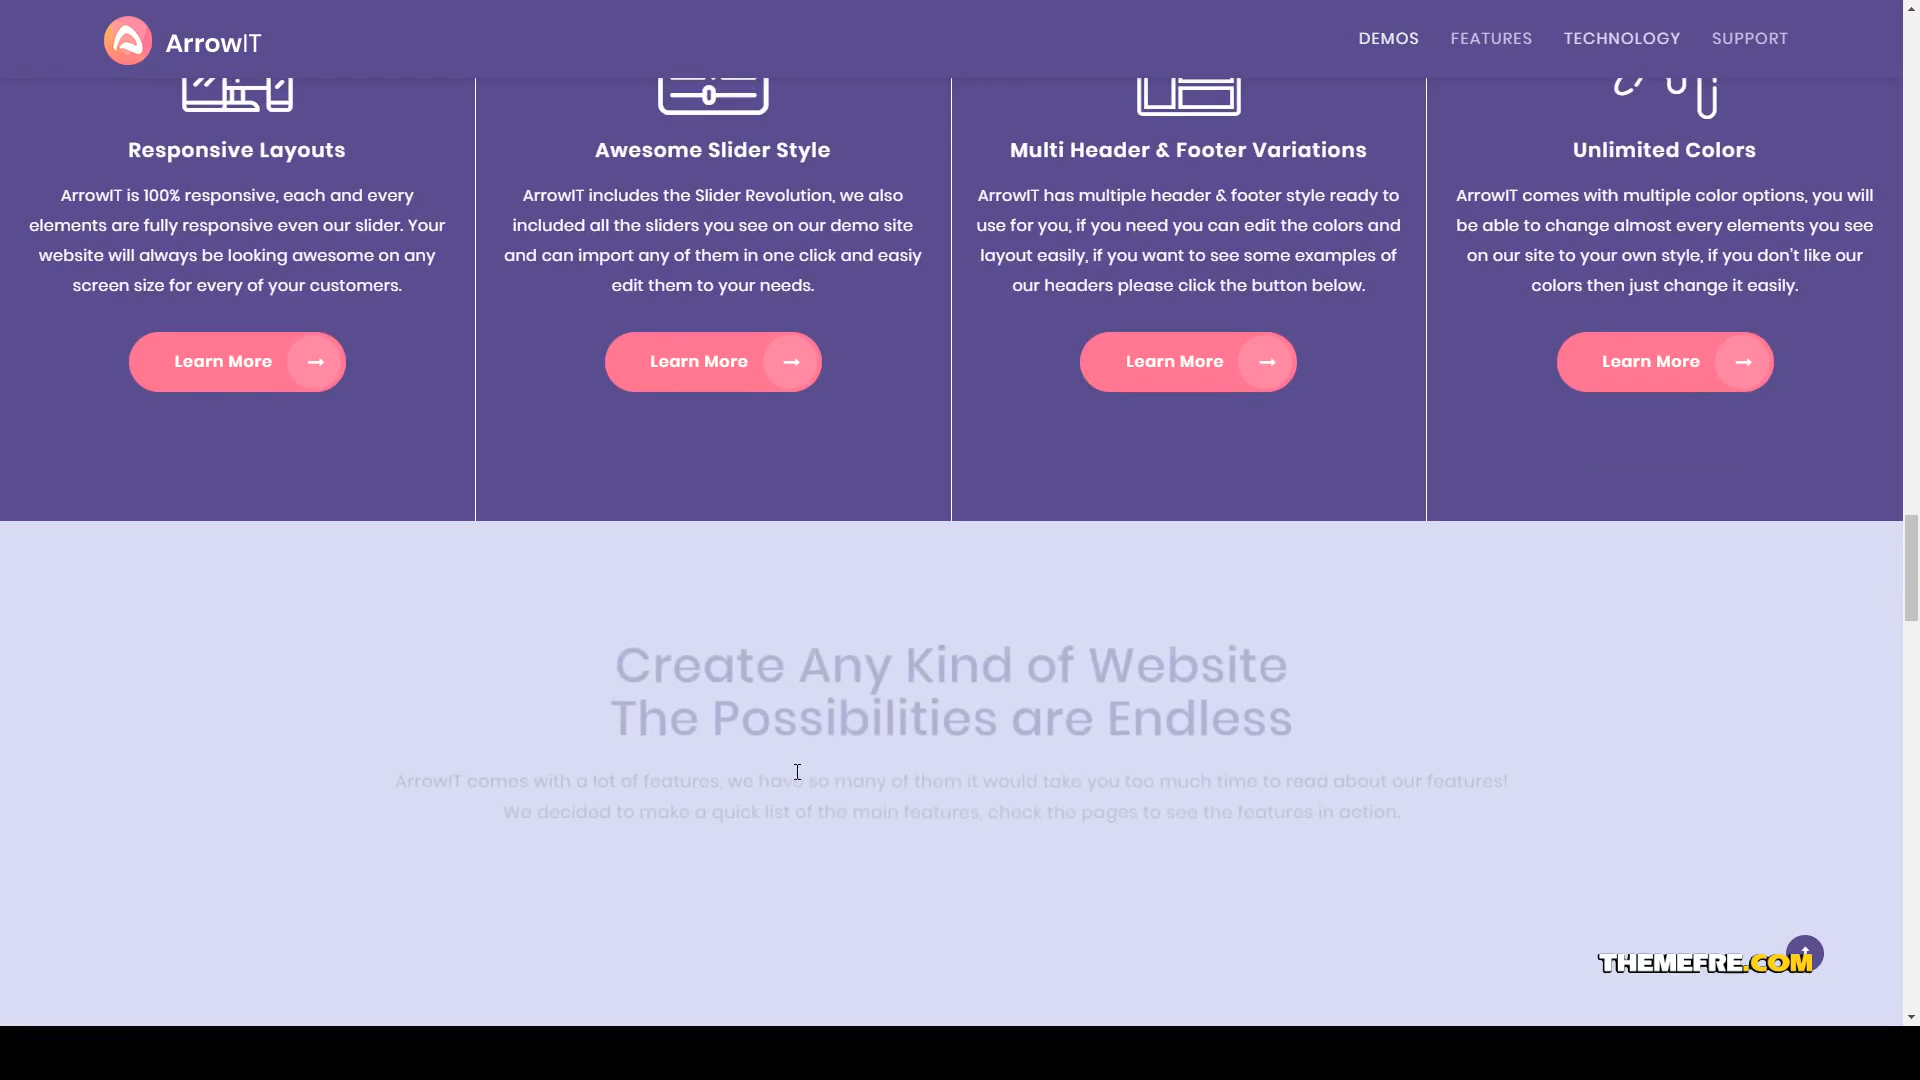 ArrowIT
DEMOS FEATURES TECHNOLOGY SUPPORT
Responsive Layouts
ArrowIT is 100% responsive, each and every
elements are fully responsive even our slider. Your
website will always be looking awesome on any
screen size for every of your customers.
Learn More
Awesome Slider Style
ArrowIT includes the Slider Revolution, we also
included all the sliders you see on our demo site
and can import any of them in one click and easiy
edit them to your needs.
Learn More
Multi Header & Footer Variations
ArrowIT has multiple header & footer style ready to
use for you, if you need you can edit the colors and
layout easily, if you want to see some examples of
our headers please click the button below.
Learn More
Unlimited Colors
ArrowIT comes with multiple color options, you will
be able to change almost every elements you see
on our site to your own style, if you don't like our
colors then just change it easily.
Learn More
Create Any Kind of Website
The Possibilities are Endless
ArrowIT comes with a lot of features, we have so many of them it would take you too much time to read about our features!
We decided to make a quick list of the main features, check the pages to see the features in action.
THEMEFRE.COM